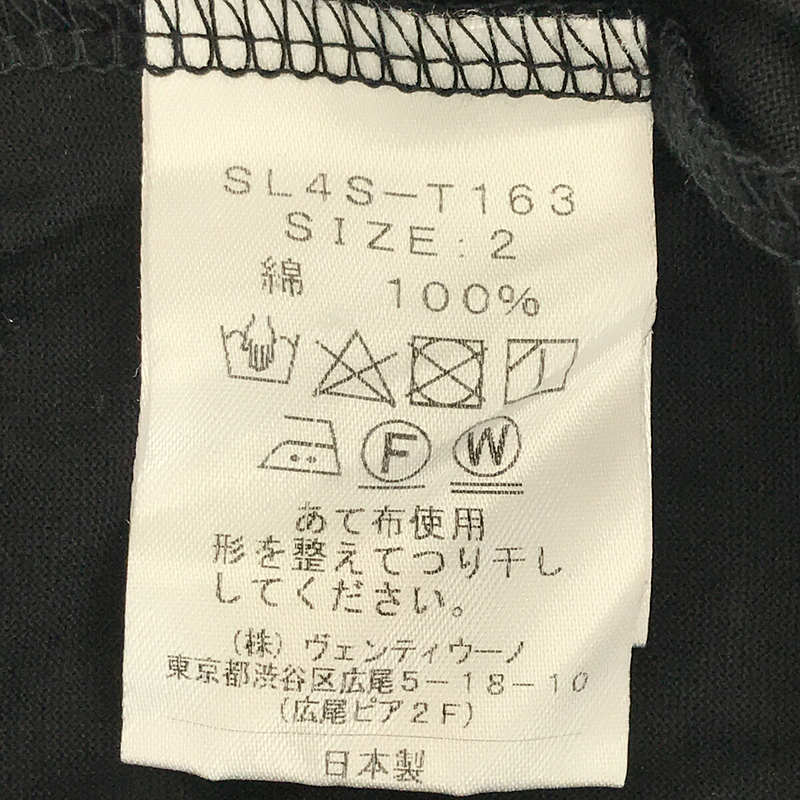 SL4S-T163
SIZE:2
綿 100%
F W
あて布使用
形を整えてつり干し
してください。
(株)ヴェンティウーノ
東京都渋谷区広尾5-18-10
(広尾ピア2F)
日本製